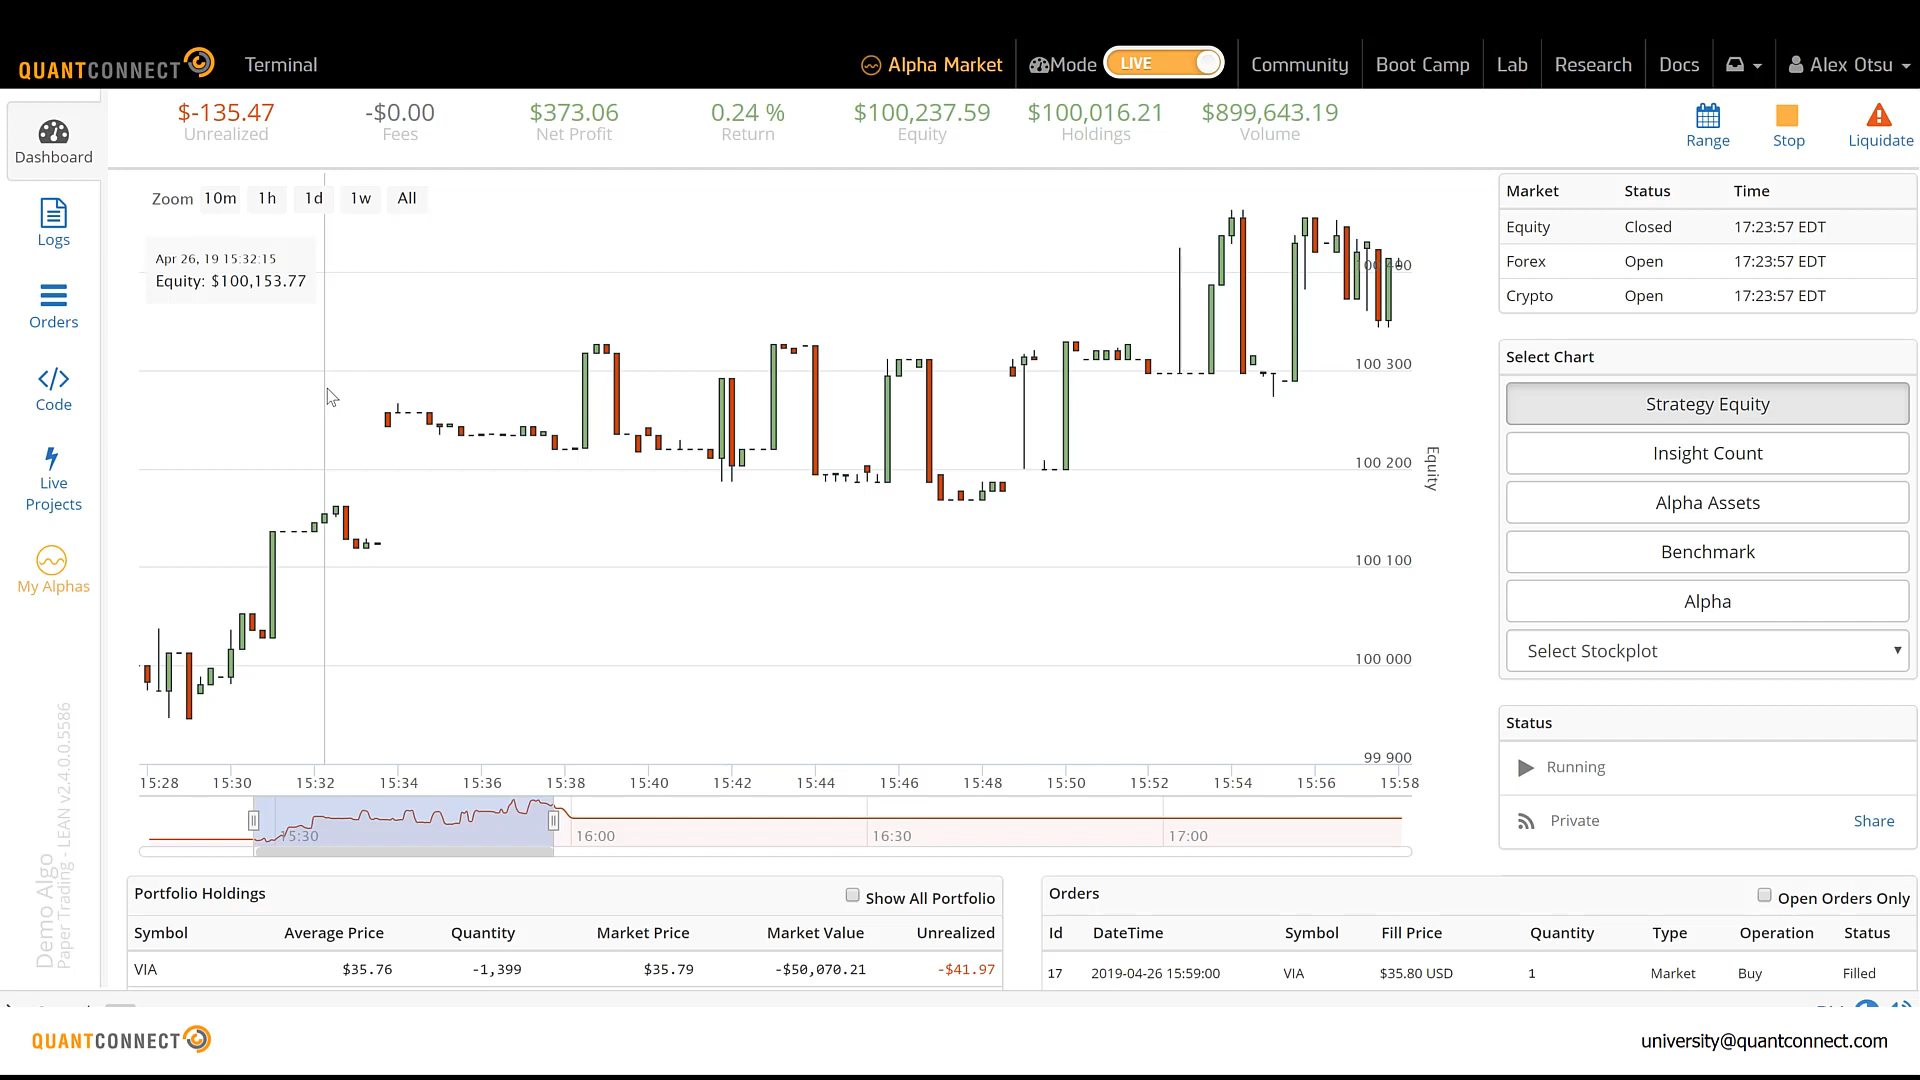 QUANTCONNECT Terminal Alpha Market Mode LIVE Community Boot Camp Lab Research Docs Alex Otsu
$-135.47 -$0.00 $373.06 0.24 % $100,237.59 $100,016.21 $899,643.19
Unrealized Fees Net Profit Return Equity Holdings Volume
Range Stop Liquidate
Dashboard
Logs
Orders
Code
Live
Projects
My Alphas
Demo Algo
Paper Trading - LEAN v2.4.0.0.5586
Zoom 10m 1h 1d 1w All
Apr 26, 19 15:32:15
Equity: $100,153.77
100 400
100 300
100 200
100 100
100 000
99 900
Equity
15:28 15:30 15:32 15:34 15:36 15:38 15:40 15:42 15:44 15:46 15:48 15:50 15:52 15:54 15:56 15:58
15:30 16:00 16:30 17:00
Market Status Time
Equity Closed 17:23:57 EDT
Forex Open 17:23:57 EDT
Crypto Open 17:23:57 EDT
Select Chart
Strategy Equity
Insight Count
Alpha Assets
Benchmark
Alpha
Select Stockplot
Status
Running
Private Share
Portfolio Holdings Show All Portfolio
Symbol Average Price Quantity Market Price Market Value Unrealized
VIA $35.76 -1,399 $35.79 -$50,070.21 -$41.97
Orders Open Orders Only
Id DateTime Symbol Fill Price Quantity Type Operation Status
17 2019-04-26 15:59:00 VIA $35.80 USD 1 Market Buy Filled
QUANTCONNECT
university@quantconnect.com